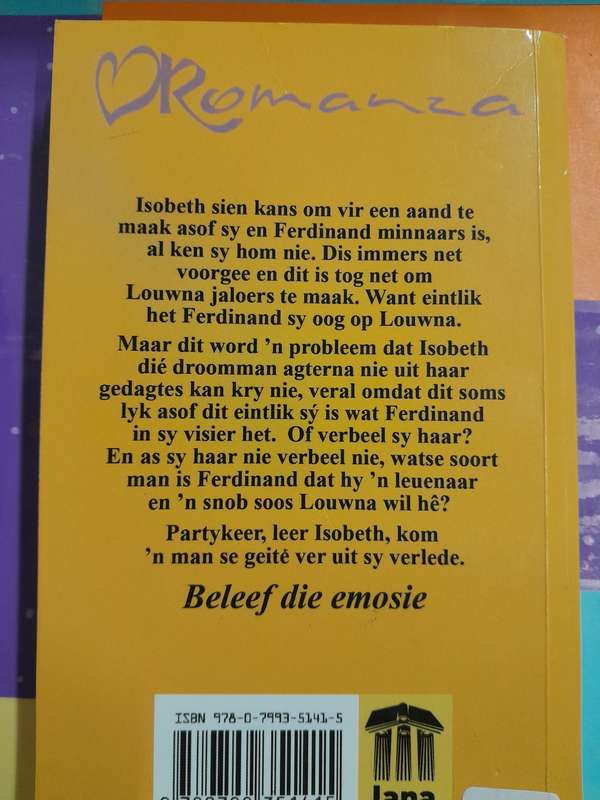 Romanza
Isobeth sien kans om vir een aand te
maak asof sy en Ferdinand minnaars is,
al ken sy hom nie. Dis immers net
voorgee en dit is tog net om
Louwna jaloers te maak. Want eintlik
het Ferdinand sy oog op Louwna.
Maar dit word ’n probleem dat Isobeth
dié droomman agterna nie uit haar
gedagtes kan kry nie, veral omdat dit soms
lyk asof dit eintlik sý is wat Ferdinand
in sy visier het. Of verbeel sy haar?
En as sy haar nie verbeel nie, watse soort
man is Ferdinand dat hy ’n leuenaar
en ’n snob soos Louwna wil hê?
Partykeer, leer Isobeth, kom
’n man se geite ver uit sy verlede.
Beleef die emosie
ISBN 978-0-7993-5141-5